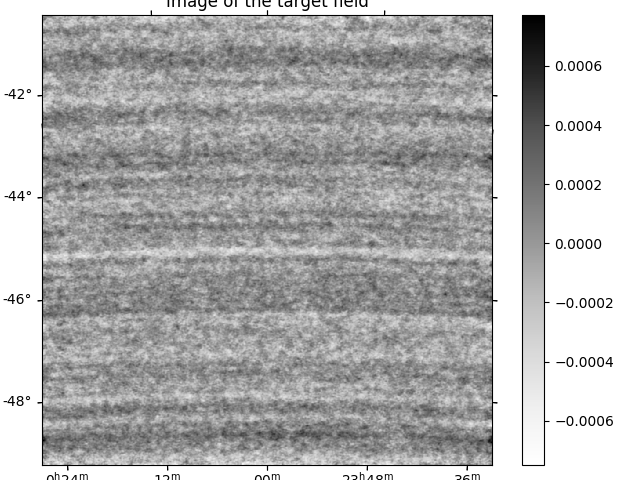 Image of the target field
-42°
-44°
-46°
-48°
0h24m
12m
00m
23h48m
36m
0.0006
0.0004
0.0002
0.0000
−0.0002
−0.0004
−0.0006